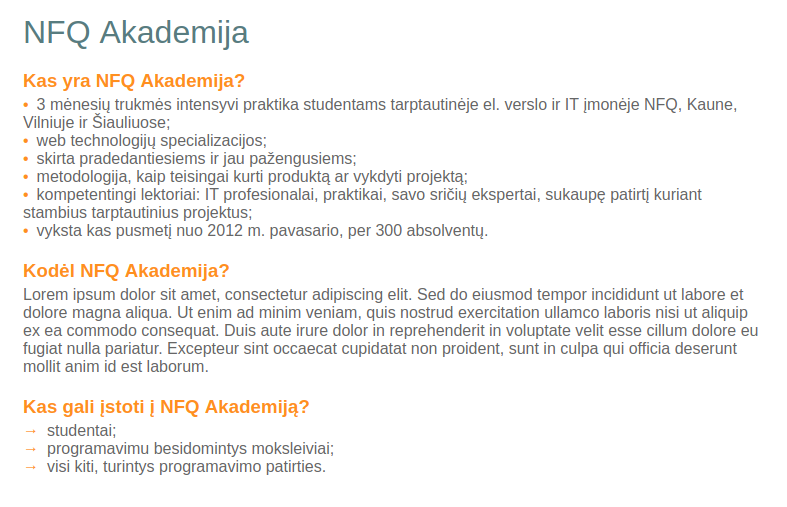 NFQ Akademija
Kas yra NFQ Akademija?
• 3 mėnesių trukmės intensyvi praktika studentams tarptautinėje el. verslo ir IT įmonėje NFQ, Kaune,
Vilniuje ir Šiauliuose;
• web technologijų specializacijos;
• skirta pradedantiesiems ir jau pažengusiems;
• metodologija, kaip teisingai kurti produktą ar vykdyti projektą;
• kompetentingi lektoriai: IT profesionalai, praktikai, savo sričių ekspertai, sukaupę patirtį kuriant
stambius tarptautinius projektus;
• vyksta kas pusmetį nuo 2012 m. pavasario, per 300 absolventų.
Kodėl NFQ Akademija?
Lorem ipsum dolor sit amet, consectetur adipiscing elit. Sed do eiusmod tempor incididunt ut labore et
dolore magna aliqua. Ut enim ad minim veniam, quis nostrud exercitation ullamco laboris nisi ut aliquip
ex ea commodo consequat. Duis aute irure dolor in reprehenderit in voluptate velit esse cillum dolore eu
fugiat nulla pariatur. Excepteur sint occaecat cupidatat non proident, sunt in culpa qui officia deserunt
mollit anim id est laborum.
Kas gali įstoti į NFQ Akademiją?
→ studentai;
→ programavimu besidomintys moksleiviai;
→ visi kiti, turintys programavimo patirties.